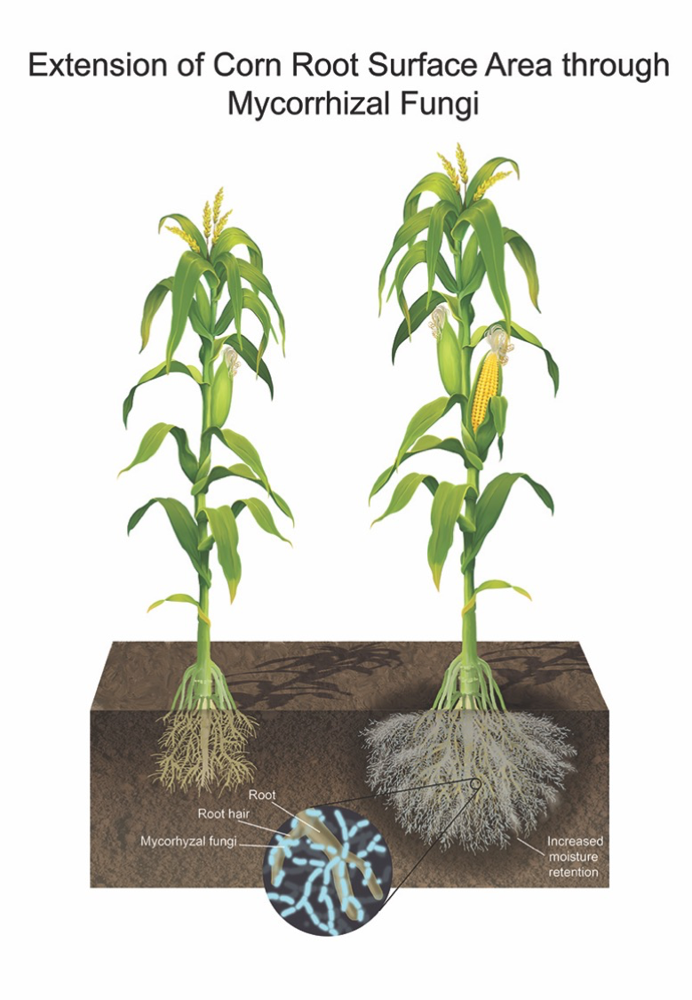 Extension of Corn Root Surface Area through
Mycorrhizal Fungi
Root
Root hair
Mycorhyzal fungi
Increased
moisture
retention